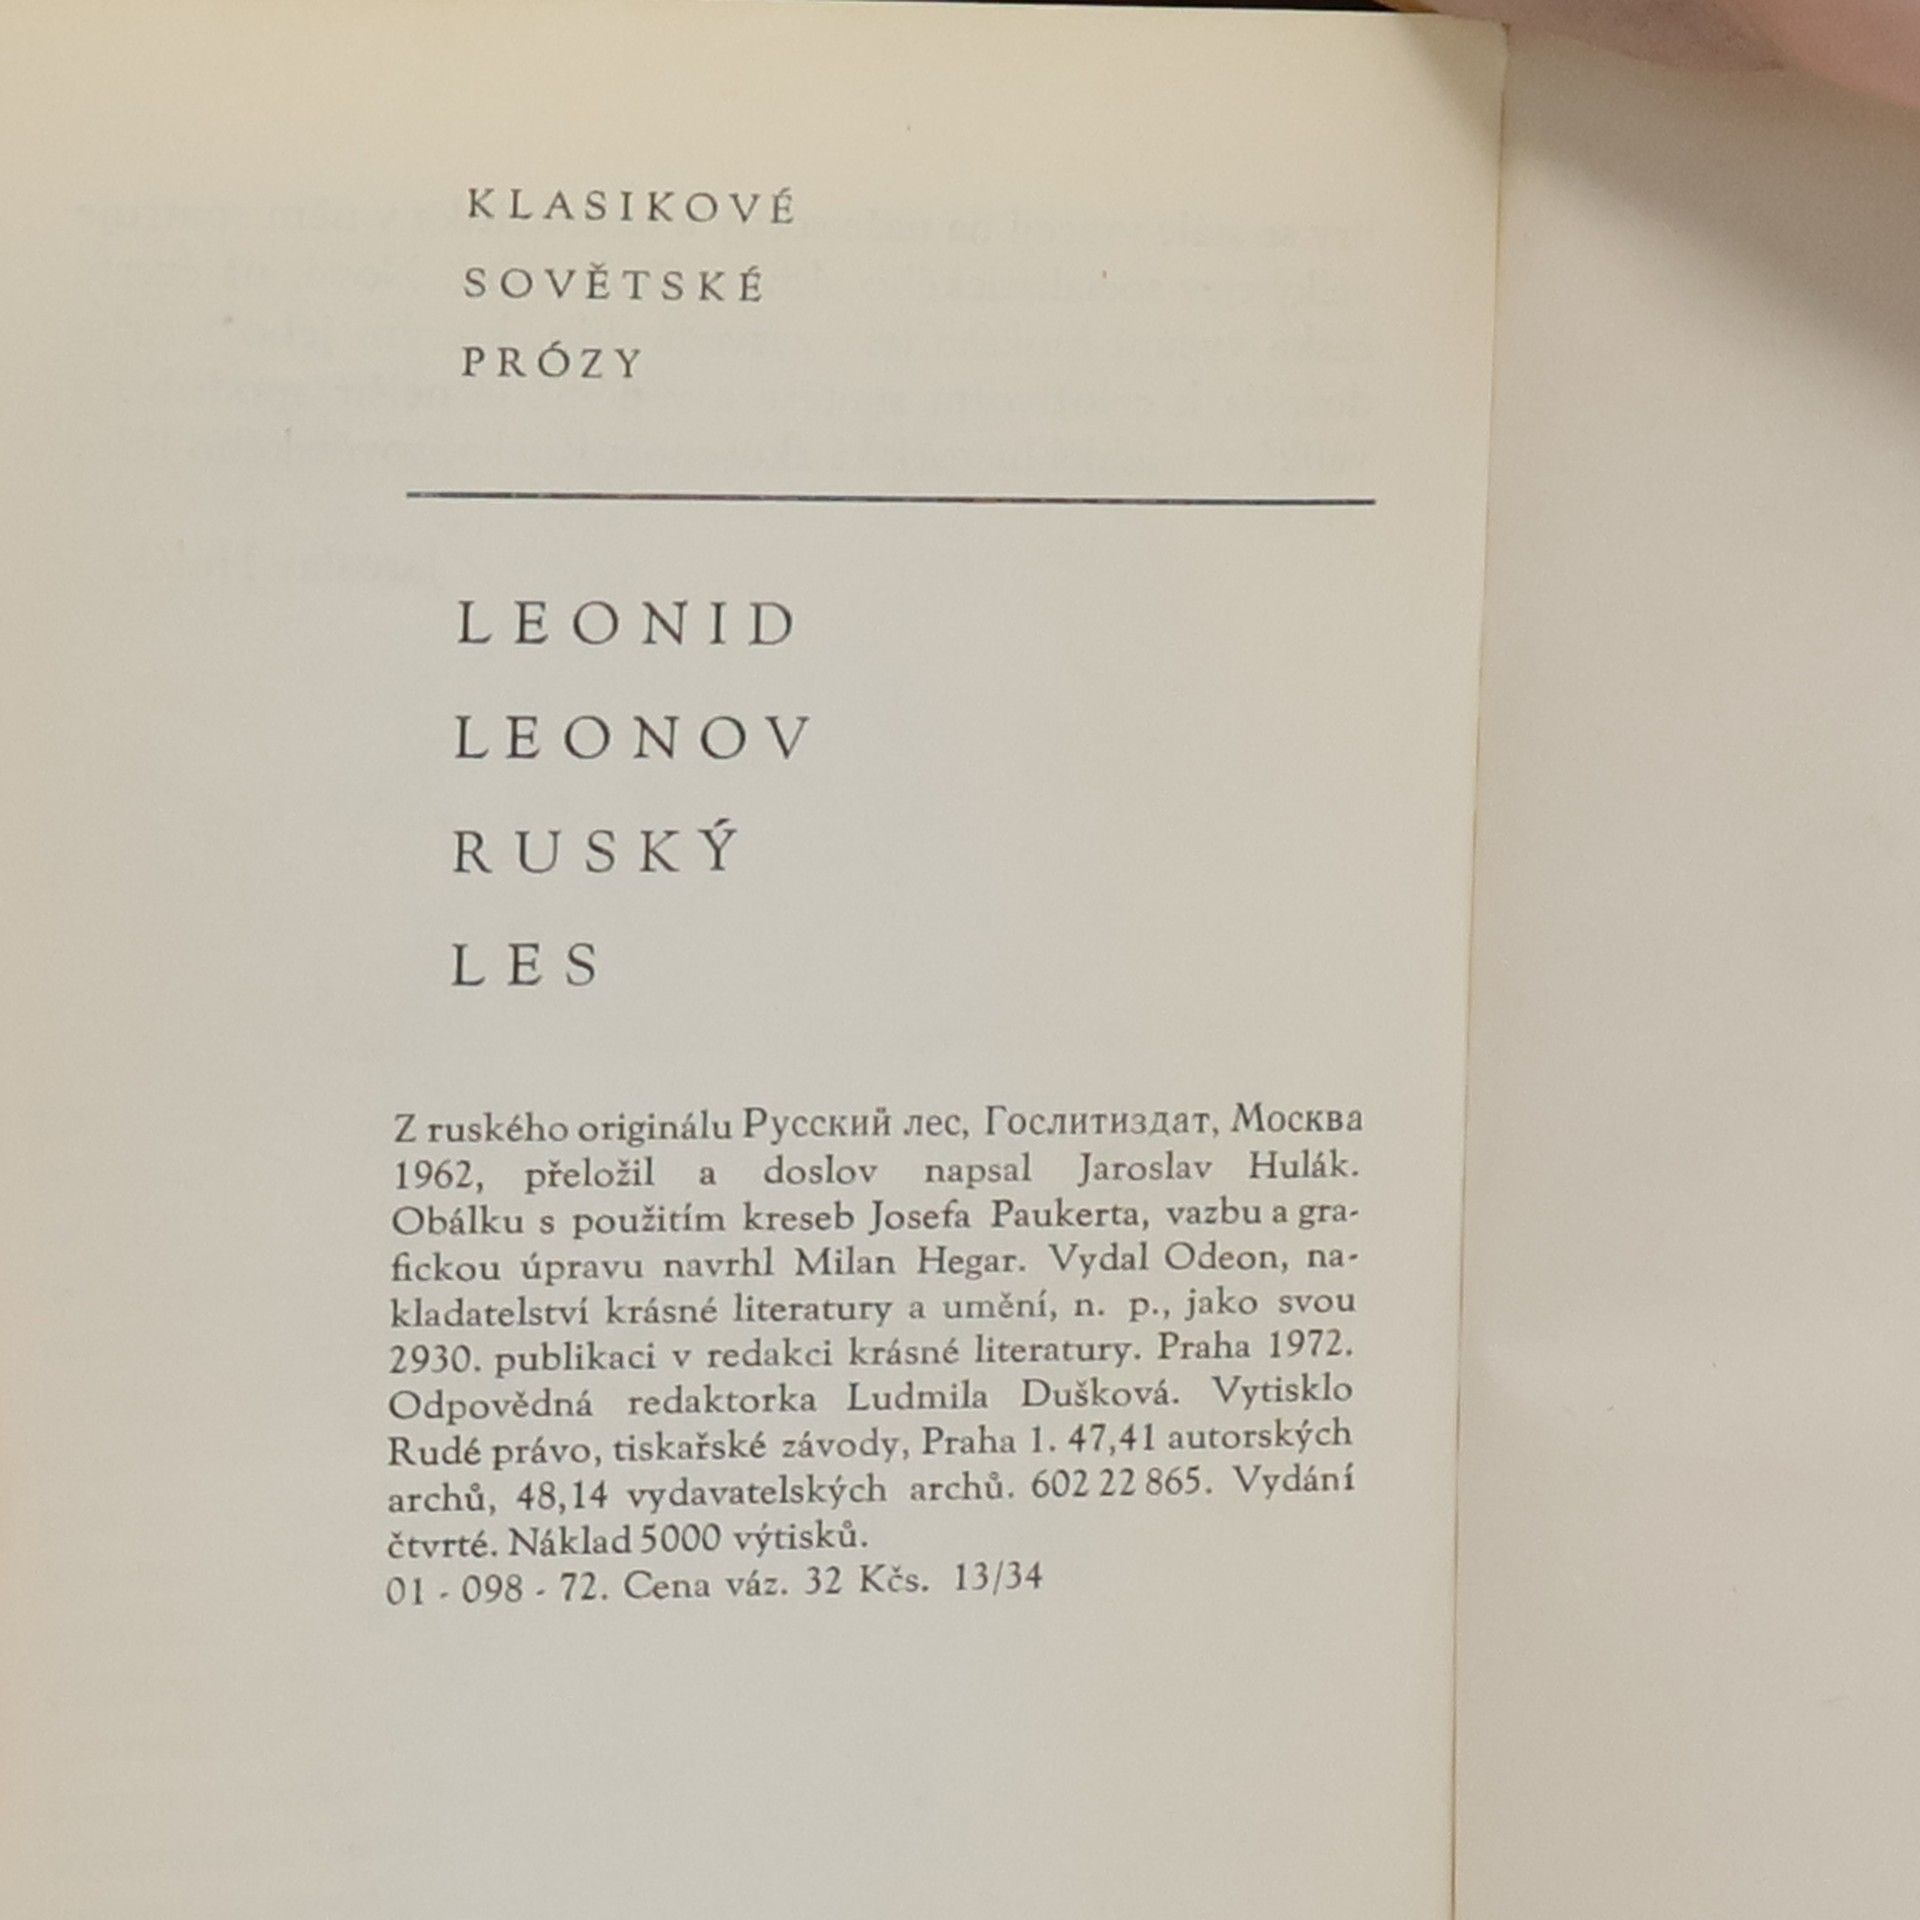 KLASIKOVÉ
SOVĚTSKÉ
PRÓZY
LEONID
LEONOV
RUSKÝ
LES
Z ruského originálu Русский лес, Гослитиздат, Москва
1962, přeložil a doslov napsal Jaroslav Hulák.
Obálku s použitím kreseb Josefa Paukerta, vazbu a gra-
fickou úpravu navrhl Milan Hegar. Vydal Odeon, na-
kladatelství krásné literatury a umění, n. p., jako svou
2930. publikaci v redakci krásné literatury. Praha 1972.
Odpovědná redaktorka Ludmila Dušková. Vytisklo
Rudé právo, tiskařské závody, Praha 1. 47,41 autorských
archů, 48,14 vydavatelských archů. 602 22 865. Vydání
čtvrté. Náklad 5000 výtisků.
01 - 098 - 72. Cena váz. 32 Kčs. 13/34